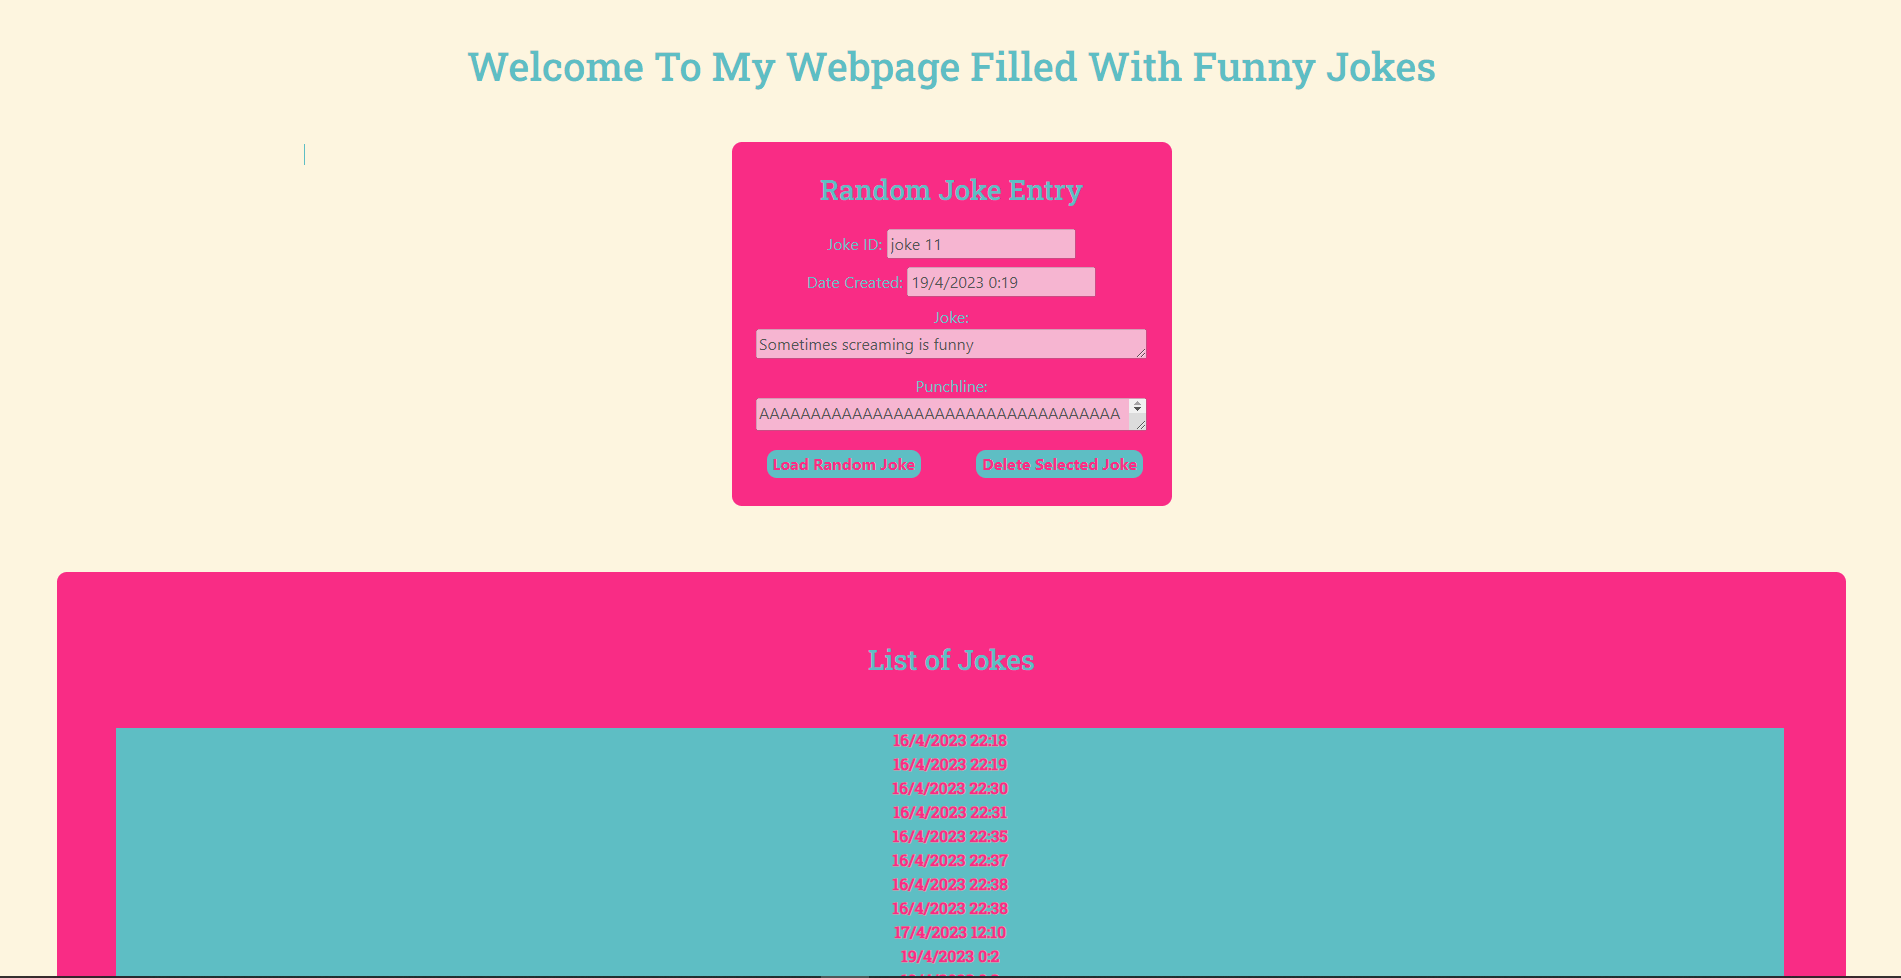 Welcome To My Webpage Filled With Funny Jokes
Random Joke Entry
Joke ID: joke 11
Date Created: 19/4/2023 0:19
Joke:
Sometimes screaming is funny
Punchline:
AAAAAAAAAAAAAAAAAAAAAAAAAAAAAAAAAAA
Load Random Joke Delete Selected Joke
List of Jokes
16/4/2023 22:18
16/4/2023 22:19
16/4/2023 22:30
16/4/2023 22:31
16/4/2023 22:35
16/4/2023 22:37
16/4/2023 22:38
16/4/2023 22:38
17/4/2023 12:10
19/4/2023 0:2